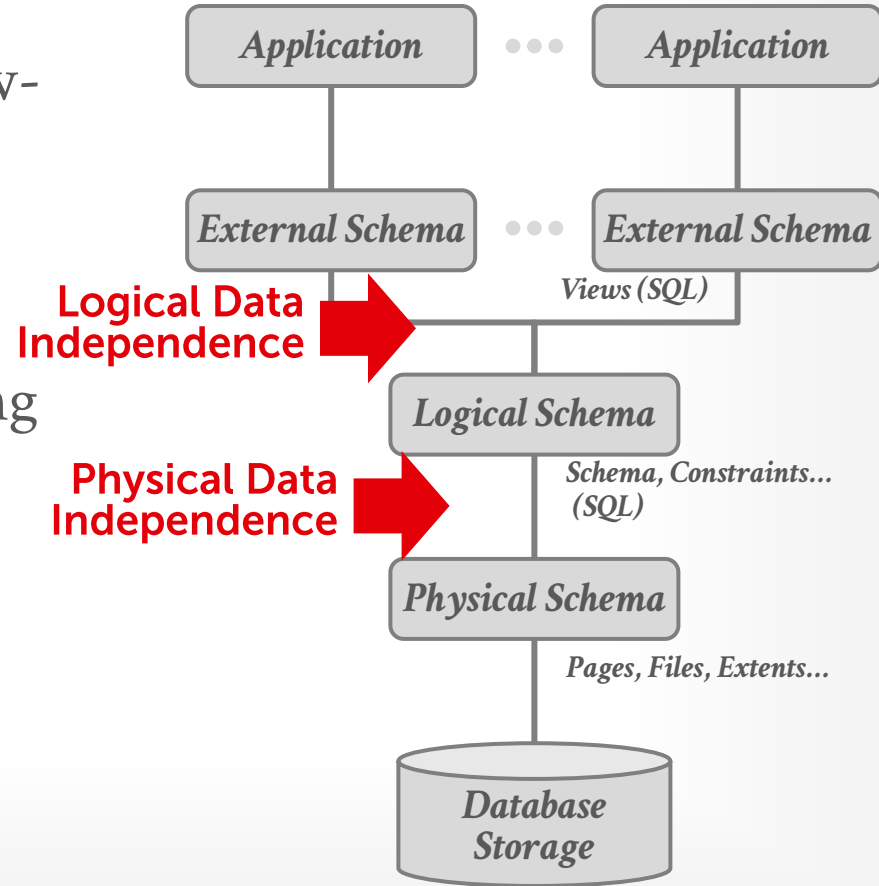 Application
Application
w-
External Schema
External Schema
Views (SQL)
Logical Data
Independence
Logical Schema
ng
Schema, Constraints...
(SQL)
Physical Data
Independence
Physical Schema
Pages, Files, Extents...
Database
Storage